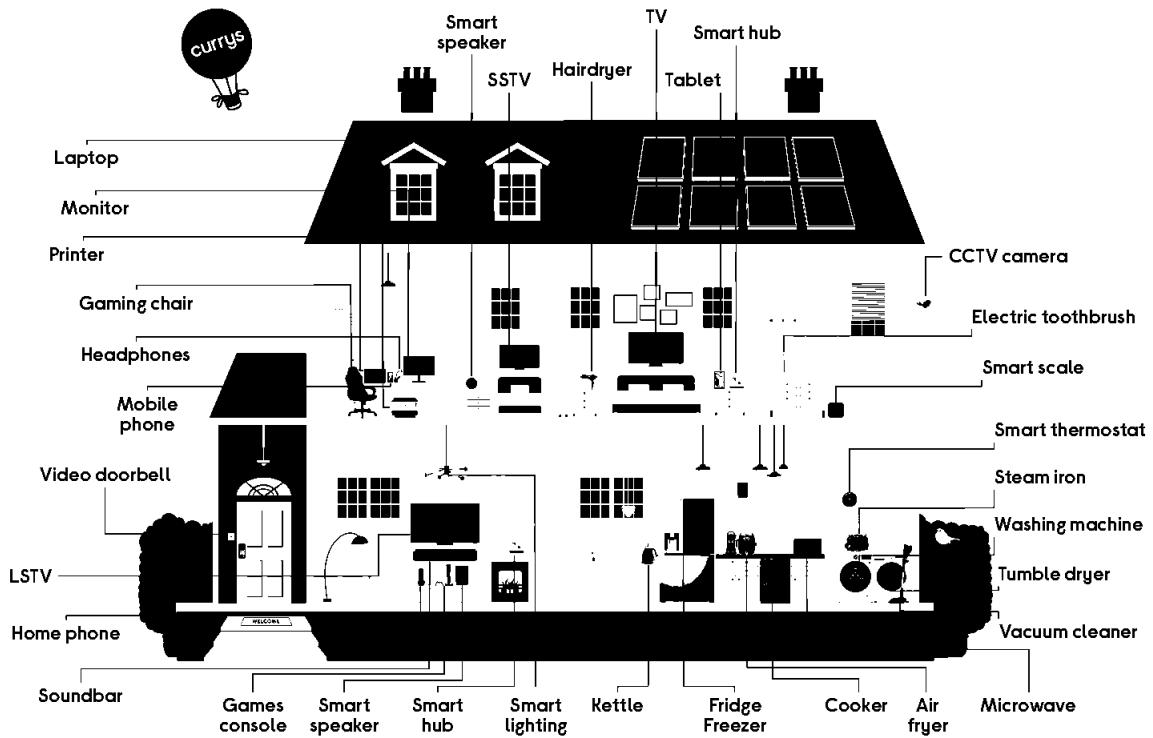 currys
Smart
speaker
SSTV
Hairdryer
TV
Tablet
Smart hub
Laptop
Monitor
Printer
Gaming chair
Headphones
Mobile
phone
Video doorbell
LSTV
Home phone
Soundbar
CCTV camera
Electric toothbrush
Smart scale
Smart thermostat
Steam iron
Washing machine
Tumble dryer
Vacuum cleaner
Microwave
WELCOME
Games
console
Smart
speaker
Smart
hub
Smart
lighting
Kettle
Fridge
Freezer
Cooker
Air
fryer